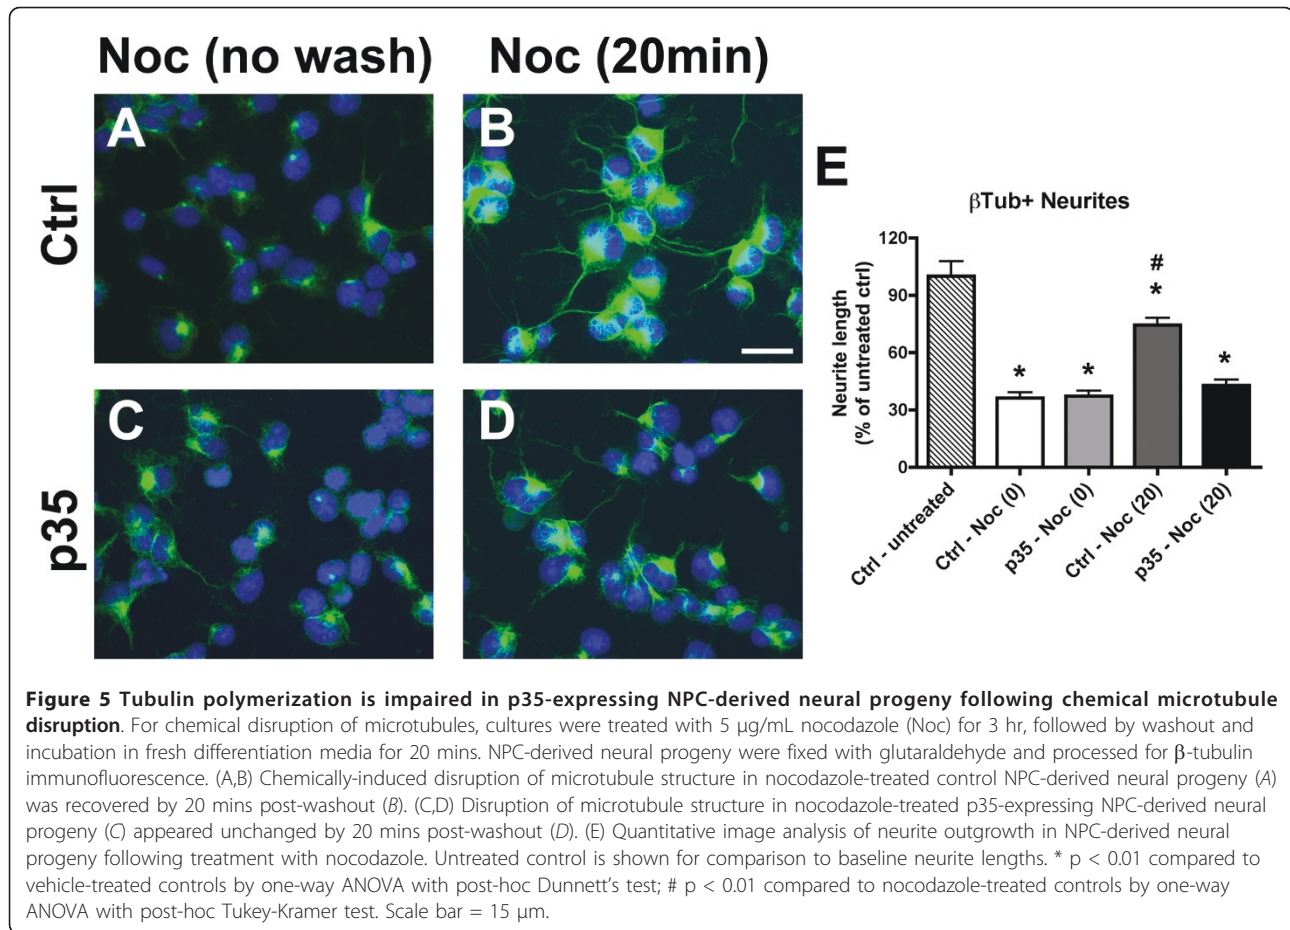 Noc (no wash)
Noc (20min)
Ctrl
p35
A
B
C
D
E
βTub+ Neurites
Neurite length
(% of untreated ctrl)
120
90
60
30
0
#
*
*
*
*
Ctrl - untreated
Ctrl - Noc (0)
p35 - Noc (0)
Ctrl - Noc (20)
p35 - Noc (20)
Figure 5 Tubulin polymerization is impaired in p35-expressing NPC-derived neural progeny following chemical microtubule
disruption. For chemical disruption of microtubules, cultures were treated with 5 μg/mL nocodazole (Noc) for 3 hr, followed by washout and
incubation in fresh differentiation media for 20 mins. NPC-derived neural progeny were fixed with glutaraldehyde and processed for β-tubulin
immunofluorescence. (A,B) Chemically-induced disruption of microtubule structure in nocodazole-treated control NPC-derived neural progeny (A)
was recovered by 20 mins post-washout (B). (C,D) Disruption of microtubule structure in nocodazole-treated p35-expressing NPC-derived neural
progeny (C) appeared unchanged by 20 mins post-washout (D). (E) Quantitative image analysis of neurite outgrowth in NPC-derived neural
progeny following treatment with nocodazole. Untreated control is shown for comparison to baseline neurite lengths. * p < 0.01 compared to
vehicle-treated controls by one-way ANOVA with post-hoc Dunnett's test; # p < 0.01 compared to nocodazole-treated controls by one-way
ANOVA with post-hoc Tukey-Kramer test. Scale bar = 15 μm.